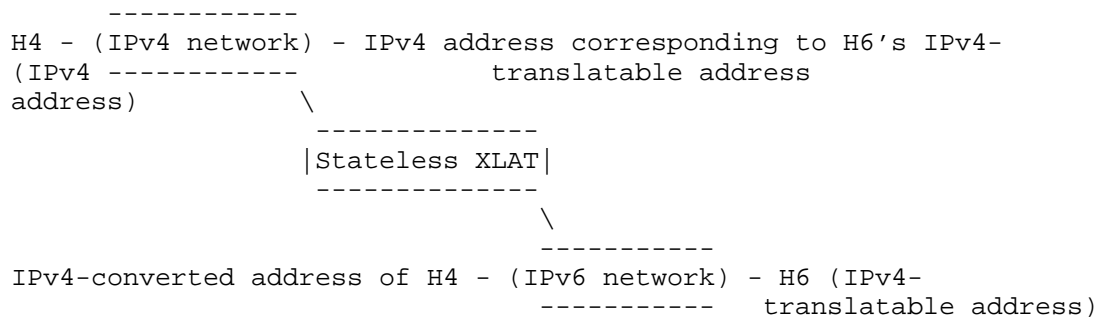 ------------
H4 - (IPv4 network) - IPv4 address corresponding to H6's IPv4-
(IPv4 ------------ translatable address
address) \
--------------
|Stateless XLAT|
--------------
\
-----------
IPv4-converted address of H4 - (IPv6 network) - H6 (IPv4-
----------- translatable address)